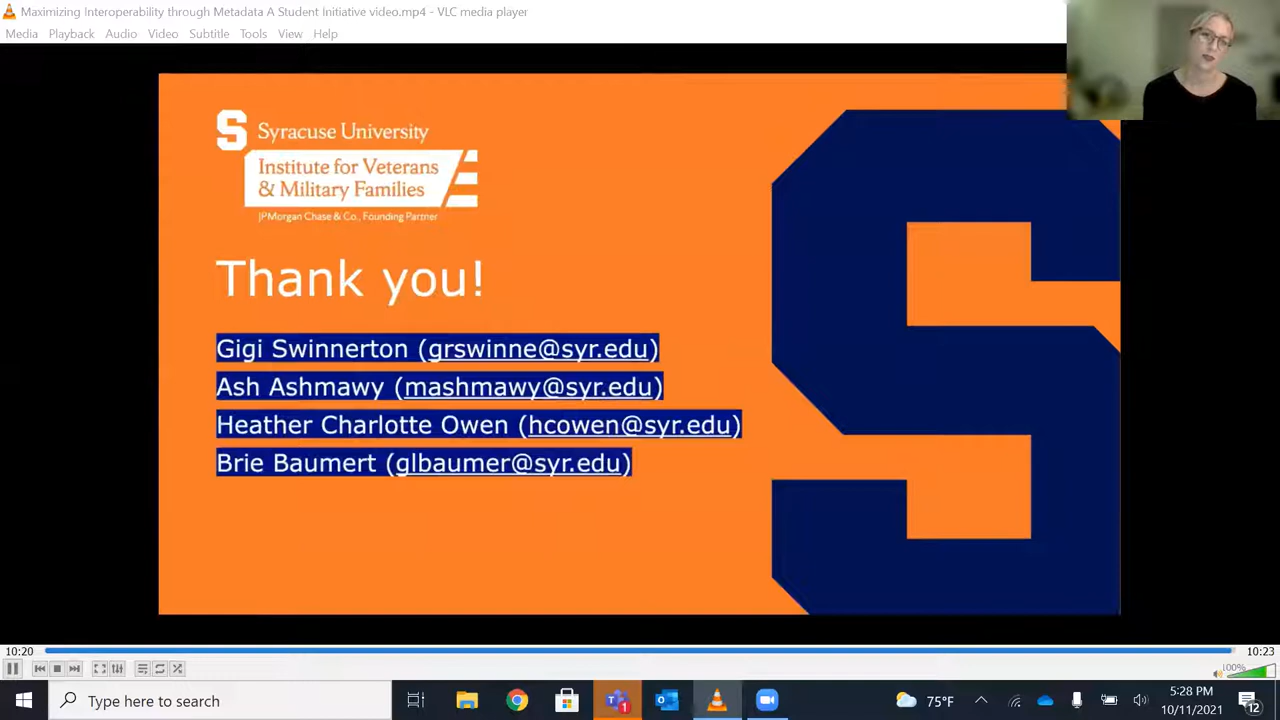 Maximizing Interoperability through Metadata A Student Initiative video.mp4 - VLC media player
Media Playback Audio Video Subtitle Tools View Help
S Syracuse University
Institute for Veterans
& Military Families
JPMorgan Chase & Co., Founding Partner
Thank you!
Gigi Swinnerton (grswinne@syr.edu)
Ash Ashmawy (mashmawy@syr.edu)
Heather Charlotte Owen (hcowen@syr.edu)
Brie Baumert (glbaumer@syr.edu)
S
10:20
10:23
100%
Type here to search
1
75°F
5:28 PM
10/11/2021
12